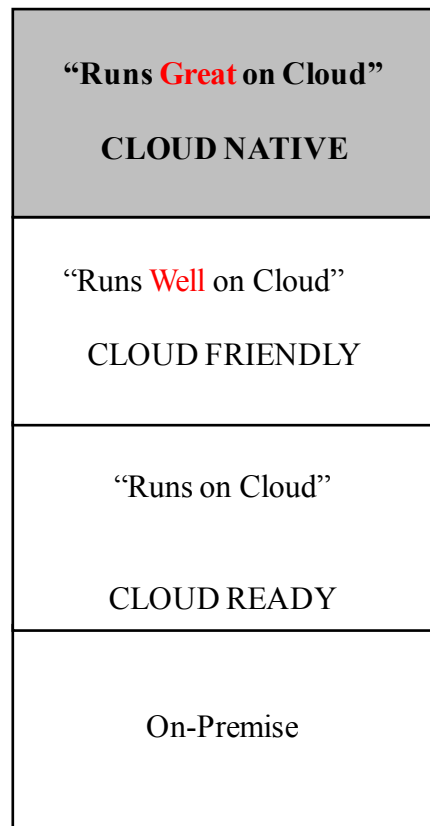 “Runs Great on Cloud”
CLOUD NATIVE
“Runs Well on Cloud”
CLOUD FRIENDLY
“Runs on Cloud”
CLOUD READY
On-Premise